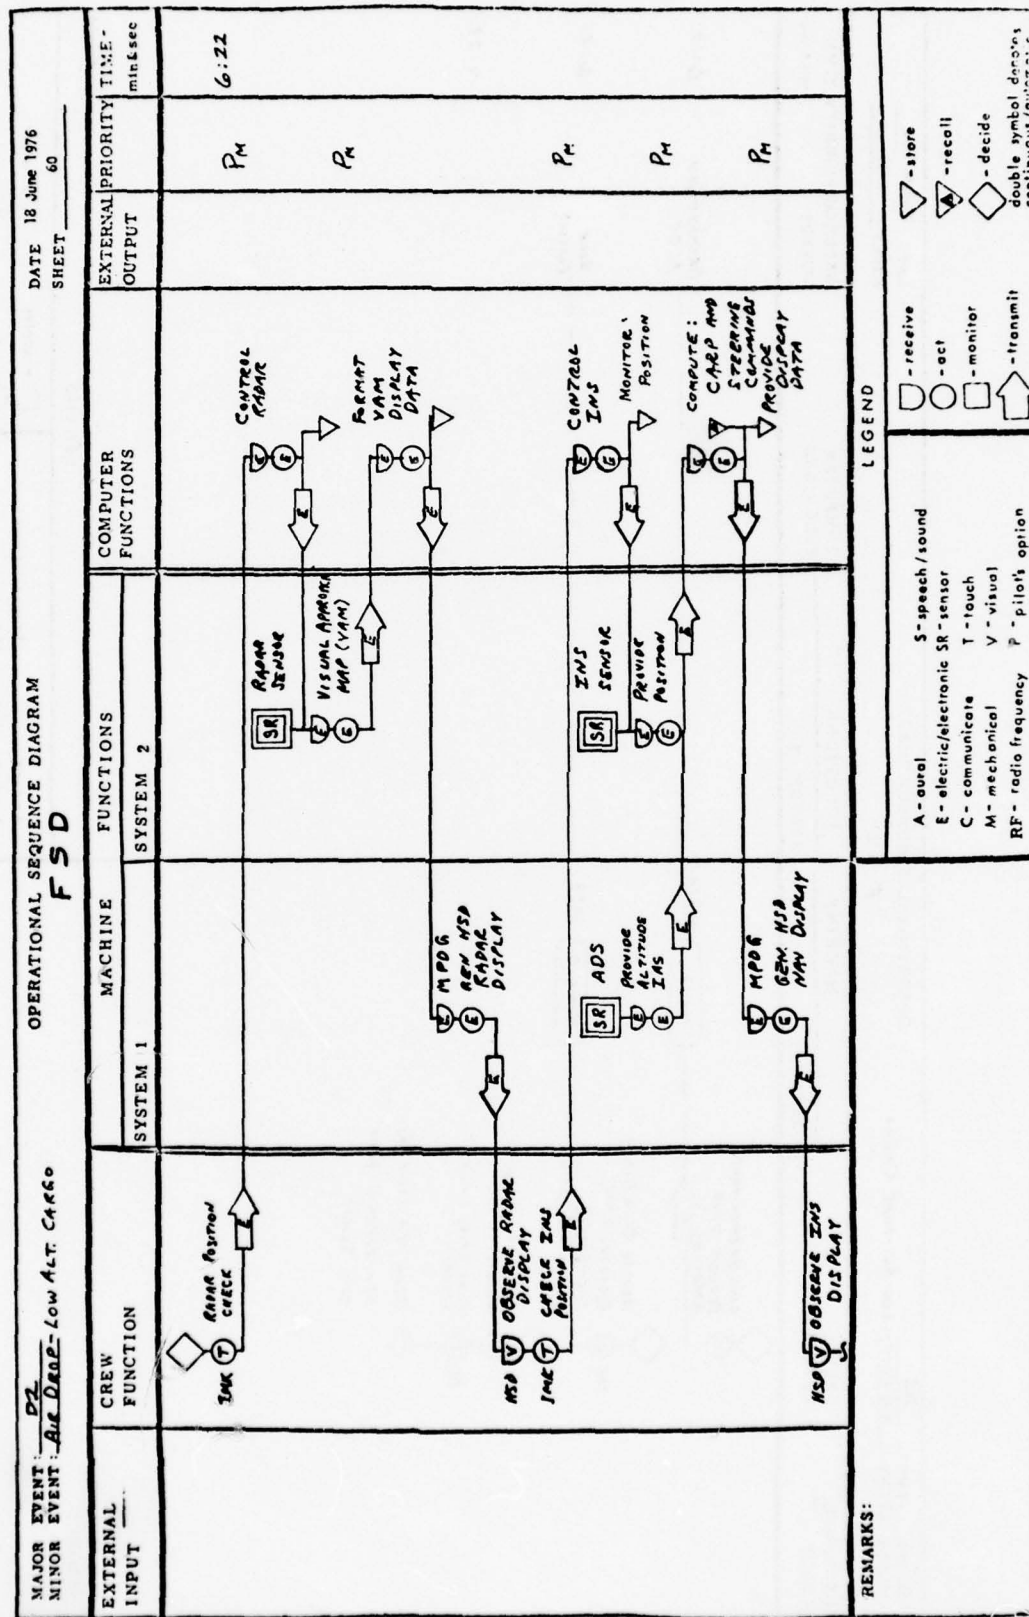 MAJOR EVENT: D2
MINOR EVENT: AIR DROP-LOW ALT. CARGO
OPERATIONAL SEQUENCE DIAGRAM
FSD
DATE 18 June 1976
SHEET 60
EXTERNAL INPUT
CREW FUNCTION
MACHINE FUNCTIONS
SYSTEM 1
SYSTEM 2
COMPUTER FUNCTIONS
EXTERNAL OUTPUT
PRIORITY
TIME-
min&sec
IMK T RADAR POSITION
CHECK
E
CONTROL
RADAR
E
E
E
PM
6:22
SR
RADAR
SENSOR
E
E
VISUAL APPROACH
MAP (VAM)
E
E
E
FORMAT
VAM
DISPLAY
DATA
E
PM
E MPDG
E GEN HSD
RADAR
DISPLAY
E
HSD V OBSERVE RADAR
DISPLAY
IMK T CHECK INS
POSITION
E
E
E
CONTROL
INS
PM
E
MONITOR
POSITION
SR
INS
SENSOR
E
E
PROVIDE
POSITION
SR ADS
E
E
PROVIDE
ALTITUDE
IAS
E
E
PM
E
E
R
COMPUTE:
CARP AND
STEERING
COMMANDS
PROVIDE
DISPLAY
DATA
E
PM
E MPDG
E GEN. HSD
NAV DISPLAY
E
HSD V OBSERVE INS
DISPLAY
REMARKS:
LEGEND
A - aural
E - electric/electronic
C - communicate
M - mechanical
RF - radio frequency
S - speech/sound
SR - sensor
T - touch
V - visual
P - pilot's option
- receive
- act
- monitor
- transmit
- store
- recall
- decide
double symbol denotes